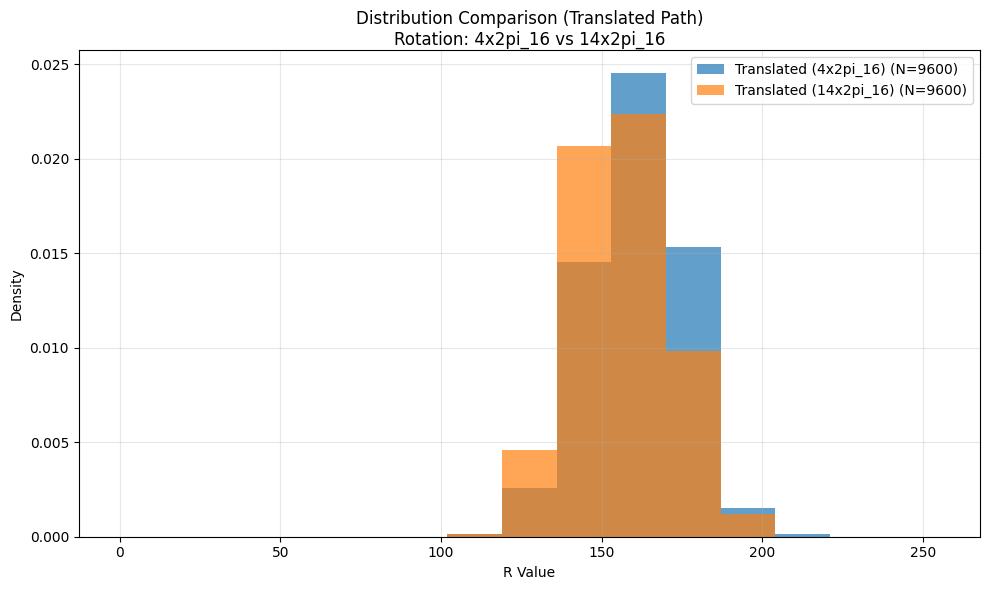 Distribution Comparison (Translated Path)
Rotation: 4x2pi_16 vs 14x2pi_16
Translated (4x2pi_16) (N=9600)
Translated (14x2pi_16) (N=9600)
0.025
0.020
0.015
0.010
0.005
0.000
Density
0 50 100 150 200 250
R Value